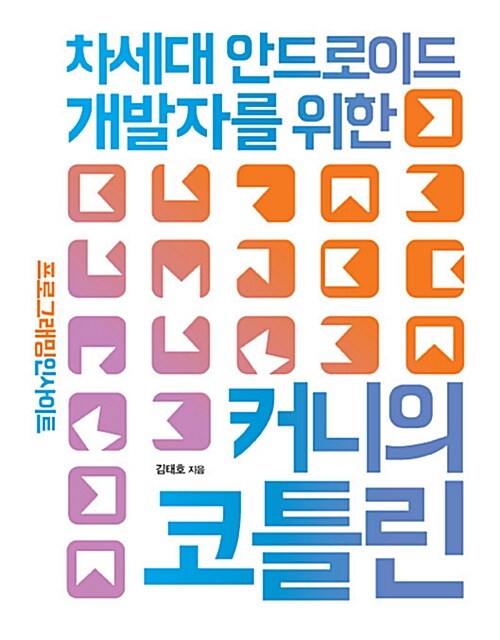 차세대 안드로이드
개발자를 위한
프로그래밍인사이트
커니의
김태호 지음
코틀린